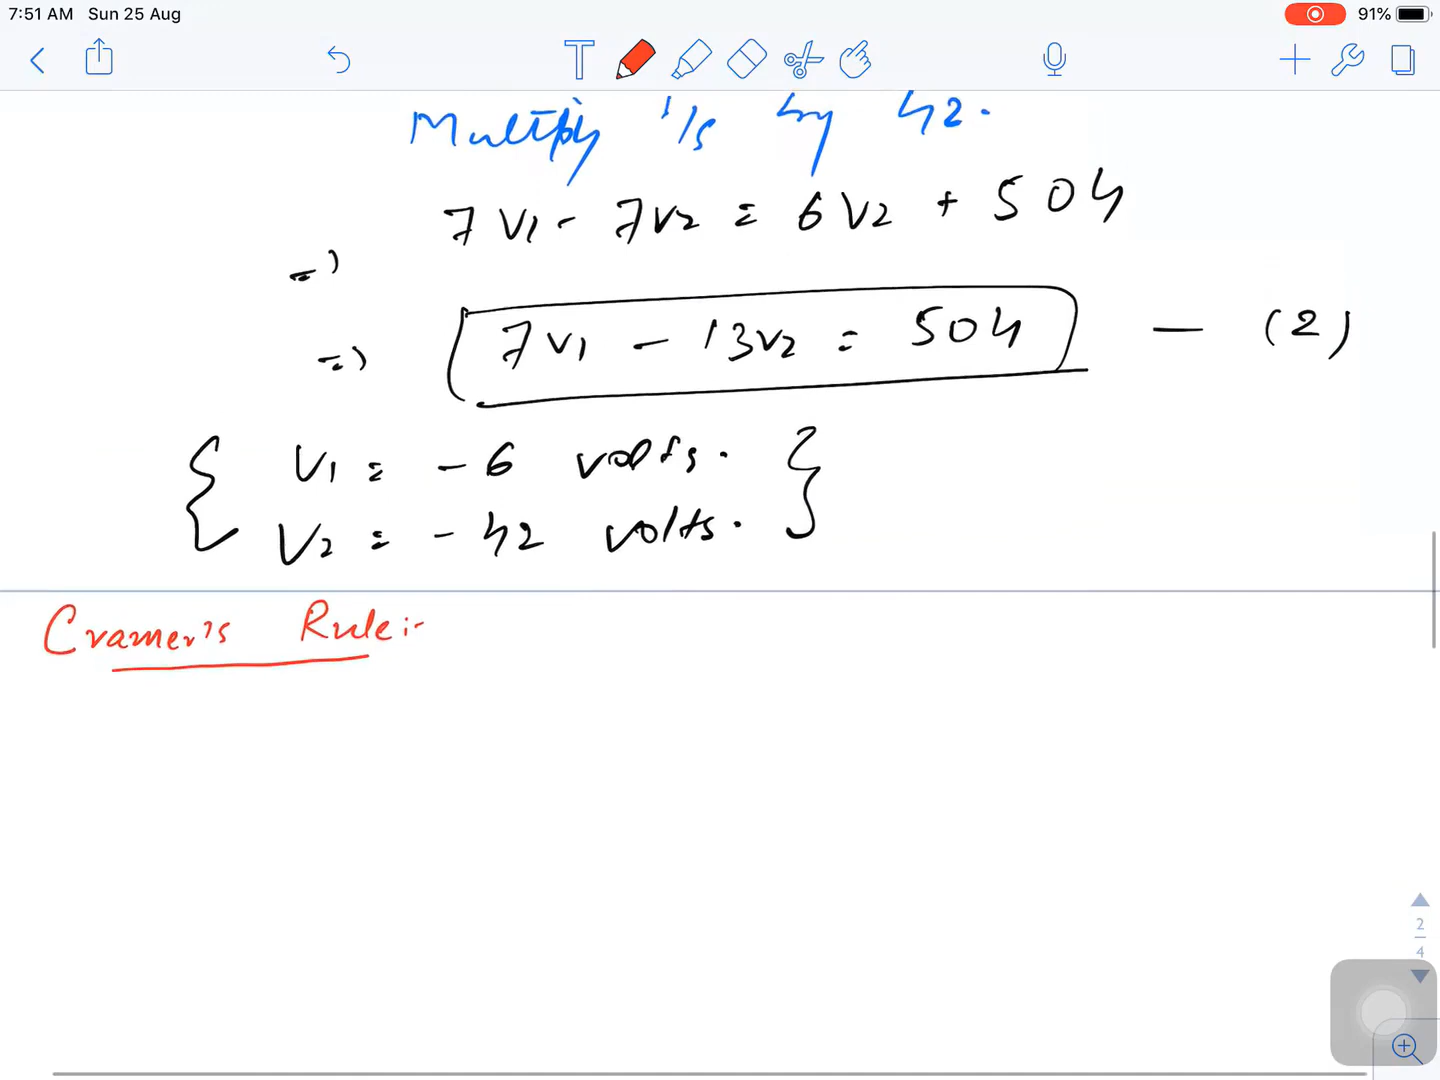 7:51 AM Sun 25 Aug 91%
T
Multiply b/s by 42.
7V1 - 7V2 = 6V2 + 504
=>
=> 7V1 - 13V2 = 504 — (2)
{ V1 = -6 volts. }
V2 = -42 volts.
Cramer's Rule:-
2
4